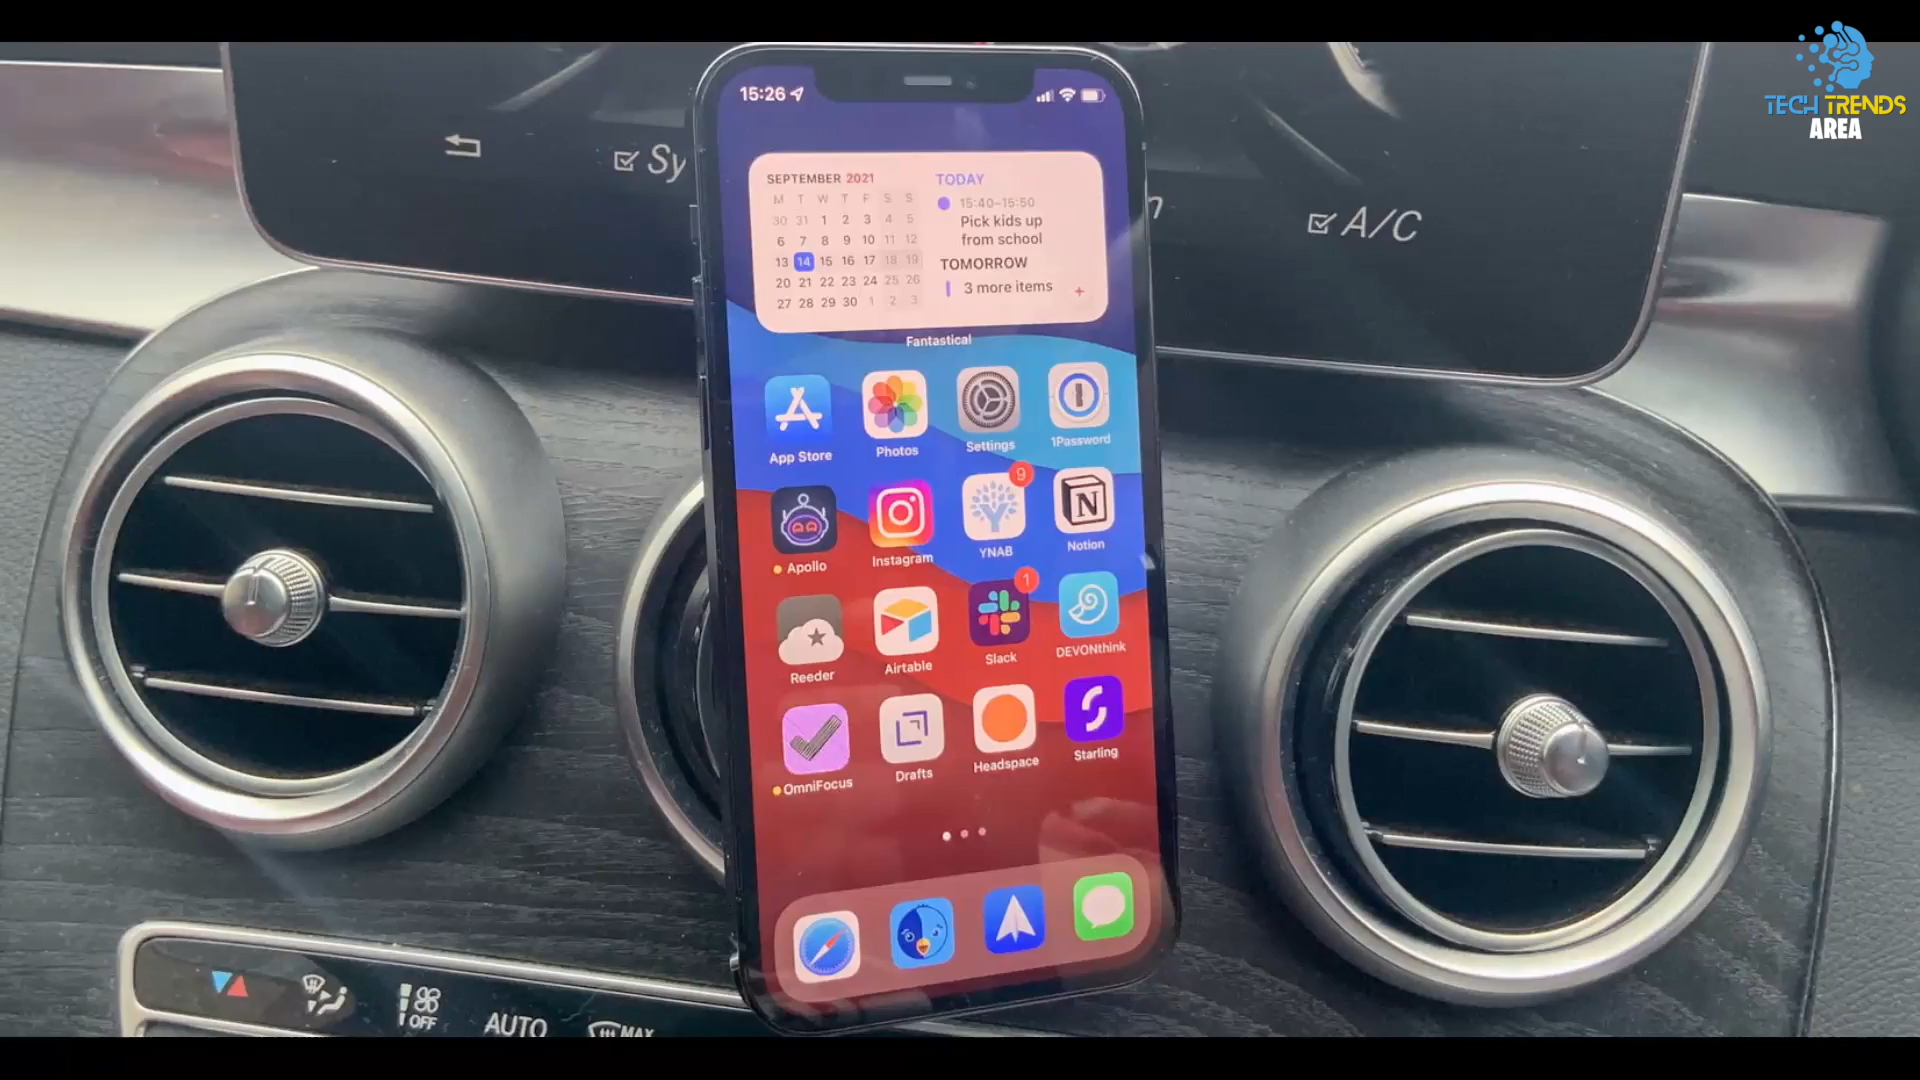 TECH TRENDS
AREA
15:26
Sy
A/C
SEPTEMBER 2021
M T W T F S S
30 31 1 2 3 4 5
6 7 8 9 10 11 12
13 14 15 16 17 18 19
20 21 22 23 24 25 26
27 28 29 30 1 2 3
TODAY
15:40–15:50
Pick kids up
from school
TOMORROW
3 more items
+
Fantastical
App Store
Photos
Settings
1Password
9
N
Apollo
Instagram
YNAB
Notion
1
Reeder
Airtable
Slack
DEVONthink
OmniFocus
Drafts
Headspace
Starling
OFF
AUTO
MAX